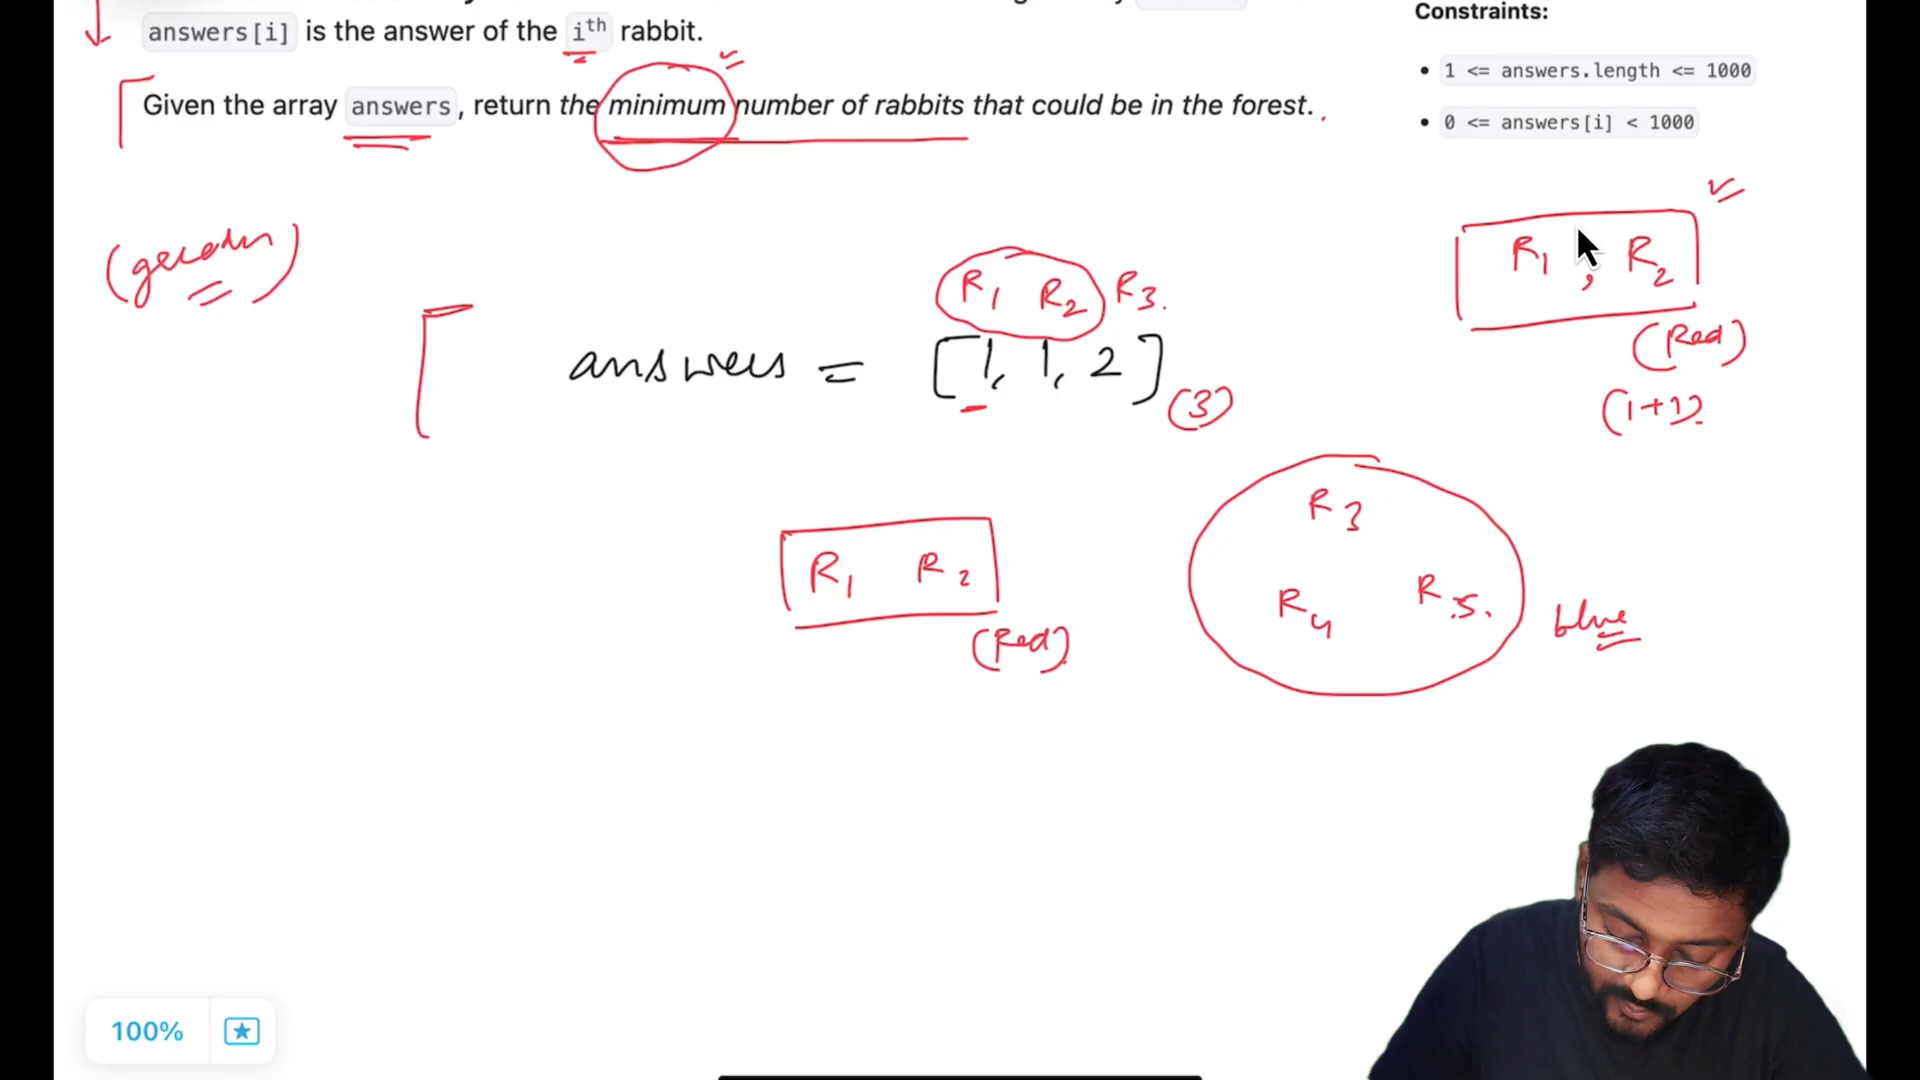 answers[i] is the answer of the ith rabbit.
Given the array answers, return the minimum number of rabbits that could be in the forest.
Constraints:
1 <= answers.length <= 1000
0 <= answers[i] < 1000
R1 , R2
(Red)
(1+1)
R1 R2 R3.
answers = [1, 1, 2]
(3)
R1 R2
(Red)
R3
R4 R5.
blue
100%